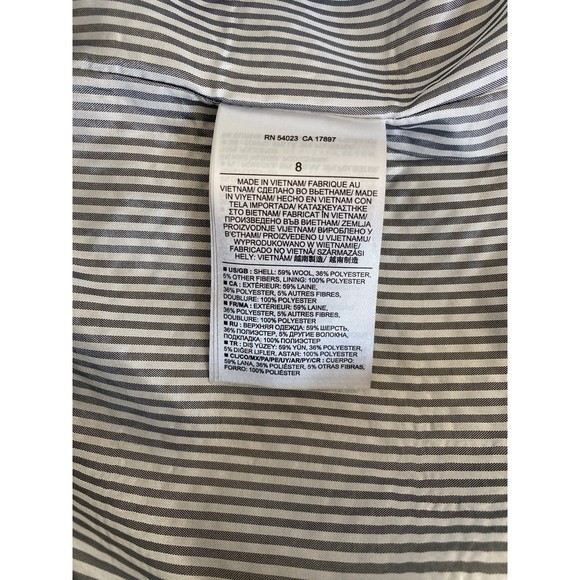 RN 54023 CA 17897
8
MADE IN VIETNAM/ FABRIQUE AU
VIETNAM/ СДЕЛАНО ВО ВЬЕТНАМЕ/ MADE
IN VIYETNAM/ HECHO EN VIETNAM CON
TELA IMPORTADA/ ΚΑΤΑΣΚΕΥΑΣΤΗΚΕ
ΣΤΟ ΒΙΕΤΝΑΜ/ FABRICAT ÎN VIETNAM/
ПРОИЗВЕДЕНО ВЪВ ВИЕТНАМ/ ZEMLJA
PROIZVODNJE VIJETNAM/ ВИРОБЛЕНО У
В'ЄТНАМІ/ PROIZVEDENO U VIJETNAMU/
WYPRODUKOWANO W WIETNAMIE/
FABRICADO NO VIETNÃ/ SZÁRMAZÁSI
HELY: VIETNÁM/ 越南製造/ 越南制造
■ US/GB : SHELL: 59% WOOL, 36% POLYESTER,
5% OTHER FIBERS, LINING: 100% POLYESTER
■ CA : EXTÉRIEUR: 59% LAINE,
36% POLYESTER, 5% AUTRES FIBRES,
DOUBLURE: 100% POLYESTER
■ FR/MA : EXTÉRIEUR: 59% LAINE,
36% POLYESTER, 5% AUTRES FIBRES,
DOUBLURE: 100% POLYESTER
■ RU : ВЕРХНЯЯ ОДЕЖДА: 59% ШЕРСТЬ,
36% ПОЛИЭСТЕР, 5% ДРУГИЕ ВОЛОКНА,
ПОДКЛАДКА: 100% ПОЛИЭСТЕР
■ TR : DIŞ YÜZEY: 59% YÜN, 36% POLYESTER,
5% DİĞER LIFLER, ASTAR: 100% POLYESTER
■ CL/CO/MX/PA/PE/UY/AR/PY/CR : CUERPO:
59% LANA, 36% POLIÉSTER, 5% OTRAS FIBRAS,
FORRO: 100% POLIÉSTER